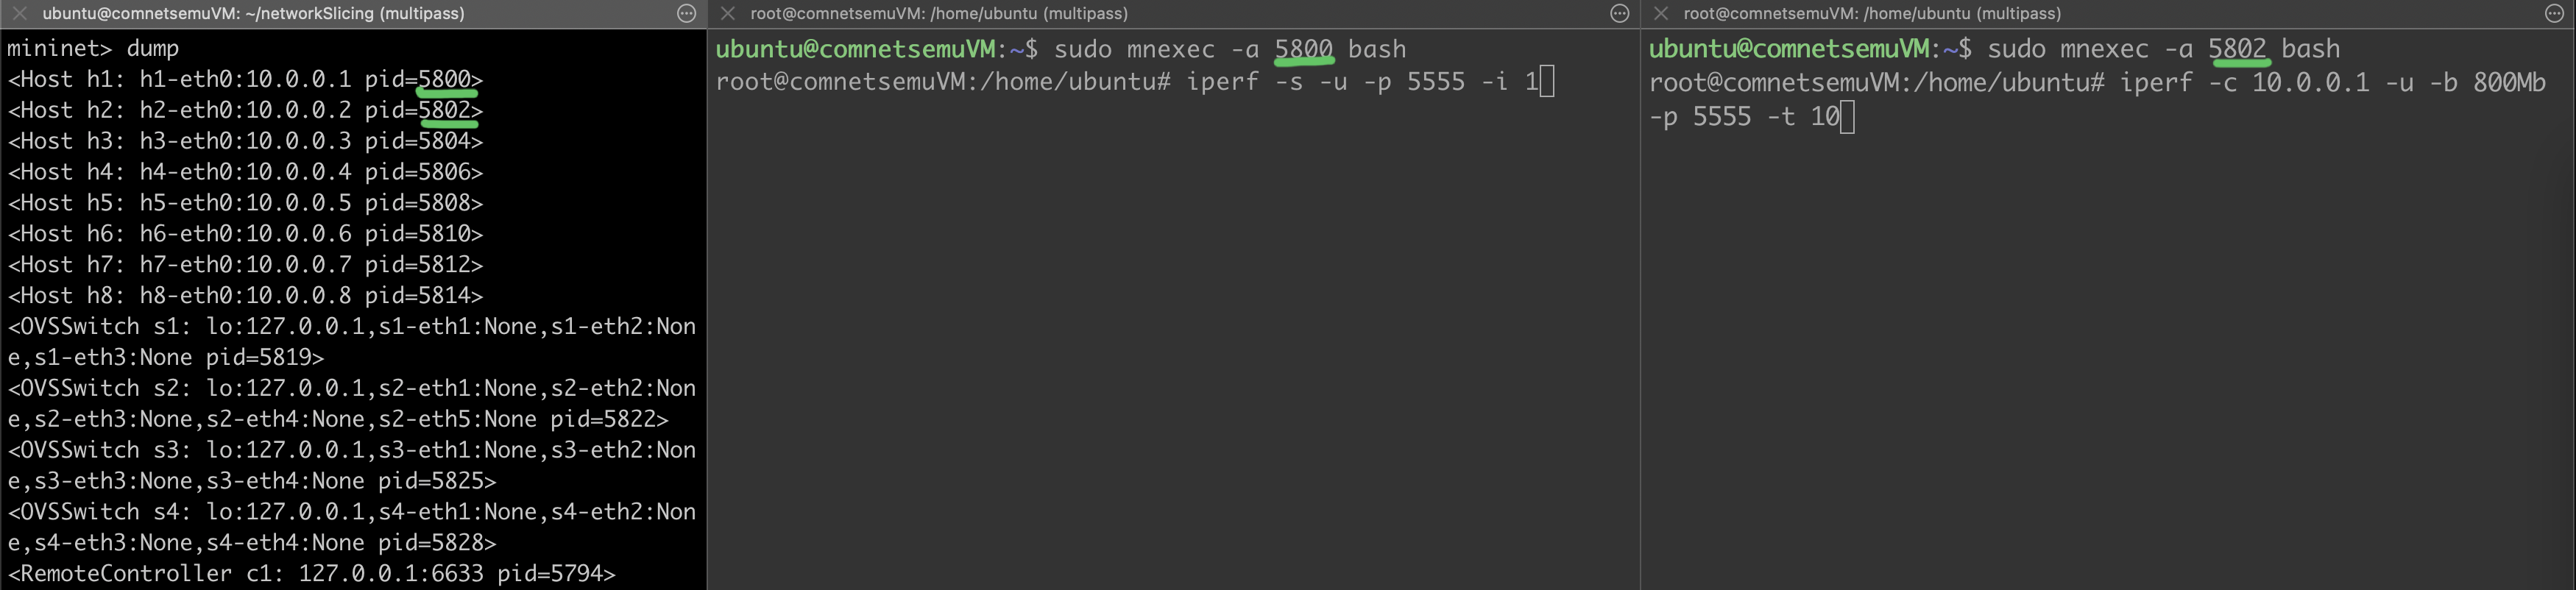 ubuntu@comnetsemuVM: ~/networkSlicing (multipass)
mininet> dump
<Host h1: h1-eth0:10.0.0.1 pid=5800>
<Host h2: h2-eth0:10.0.0.2 pid=5802>
<Host h3: h3-eth0:10.0.0.3 pid=5804>
<Host h4: h4-eth0:10.0.0.4 pid=5806>
<Host h5: h5-eth0:10.0.0.5 pid=5808>
<Host h6: h6-eth0:10.0.0.6 pid=5810>
<Host h7: h7-eth0:10.0.0.7 pid=5812>
<Host h8: h8-eth0:10.0.0.8 pid=5814>
<OVSSwitch s1: lo:127.0.0.1,s1-eth1:None,s1-eth2:Non
e,s1-eth3:None pid=5819>
<OVSSwitch s2: lo:127.0.0.1,s2-eth1:None,s2-eth2:Non
e,s2-eth3:None,s2-eth4:None,s2-eth5:None pid=5822>
<OVSSwitch s3: lo:127.0.0.1,s3-eth1:None,s3-eth2:Non
e,s3-eth3:None,s3-eth4:None pid=5825>
<OVSSwitch s4: lo:127.0.0.1,s4-eth1:None,s4-eth2:Non
e,s4-eth3:None,s4-eth4:None pid=5828>
<RemoteController c1: 127.0.0.1:6633 pid=5794>
root@comnetsemuVM: /home/ubuntu (multipass)
ubuntu@comnetsemuVM:~$ sudo mnexec -a 5800 bash
root@comnetsemuVM:/home/ubuntu# iperf -s -u -p 5555 -i 1
root@comnetsemuVM: /home/ubuntu (multipass)
ubuntu@comnetsemuVM:~$ sudo mnexec -a 5802 bash
root@comnetsemuVM:/home/ubuntu# iperf -c 10.0.0.1 -u -b 800Mb
-p 5555 -t 10